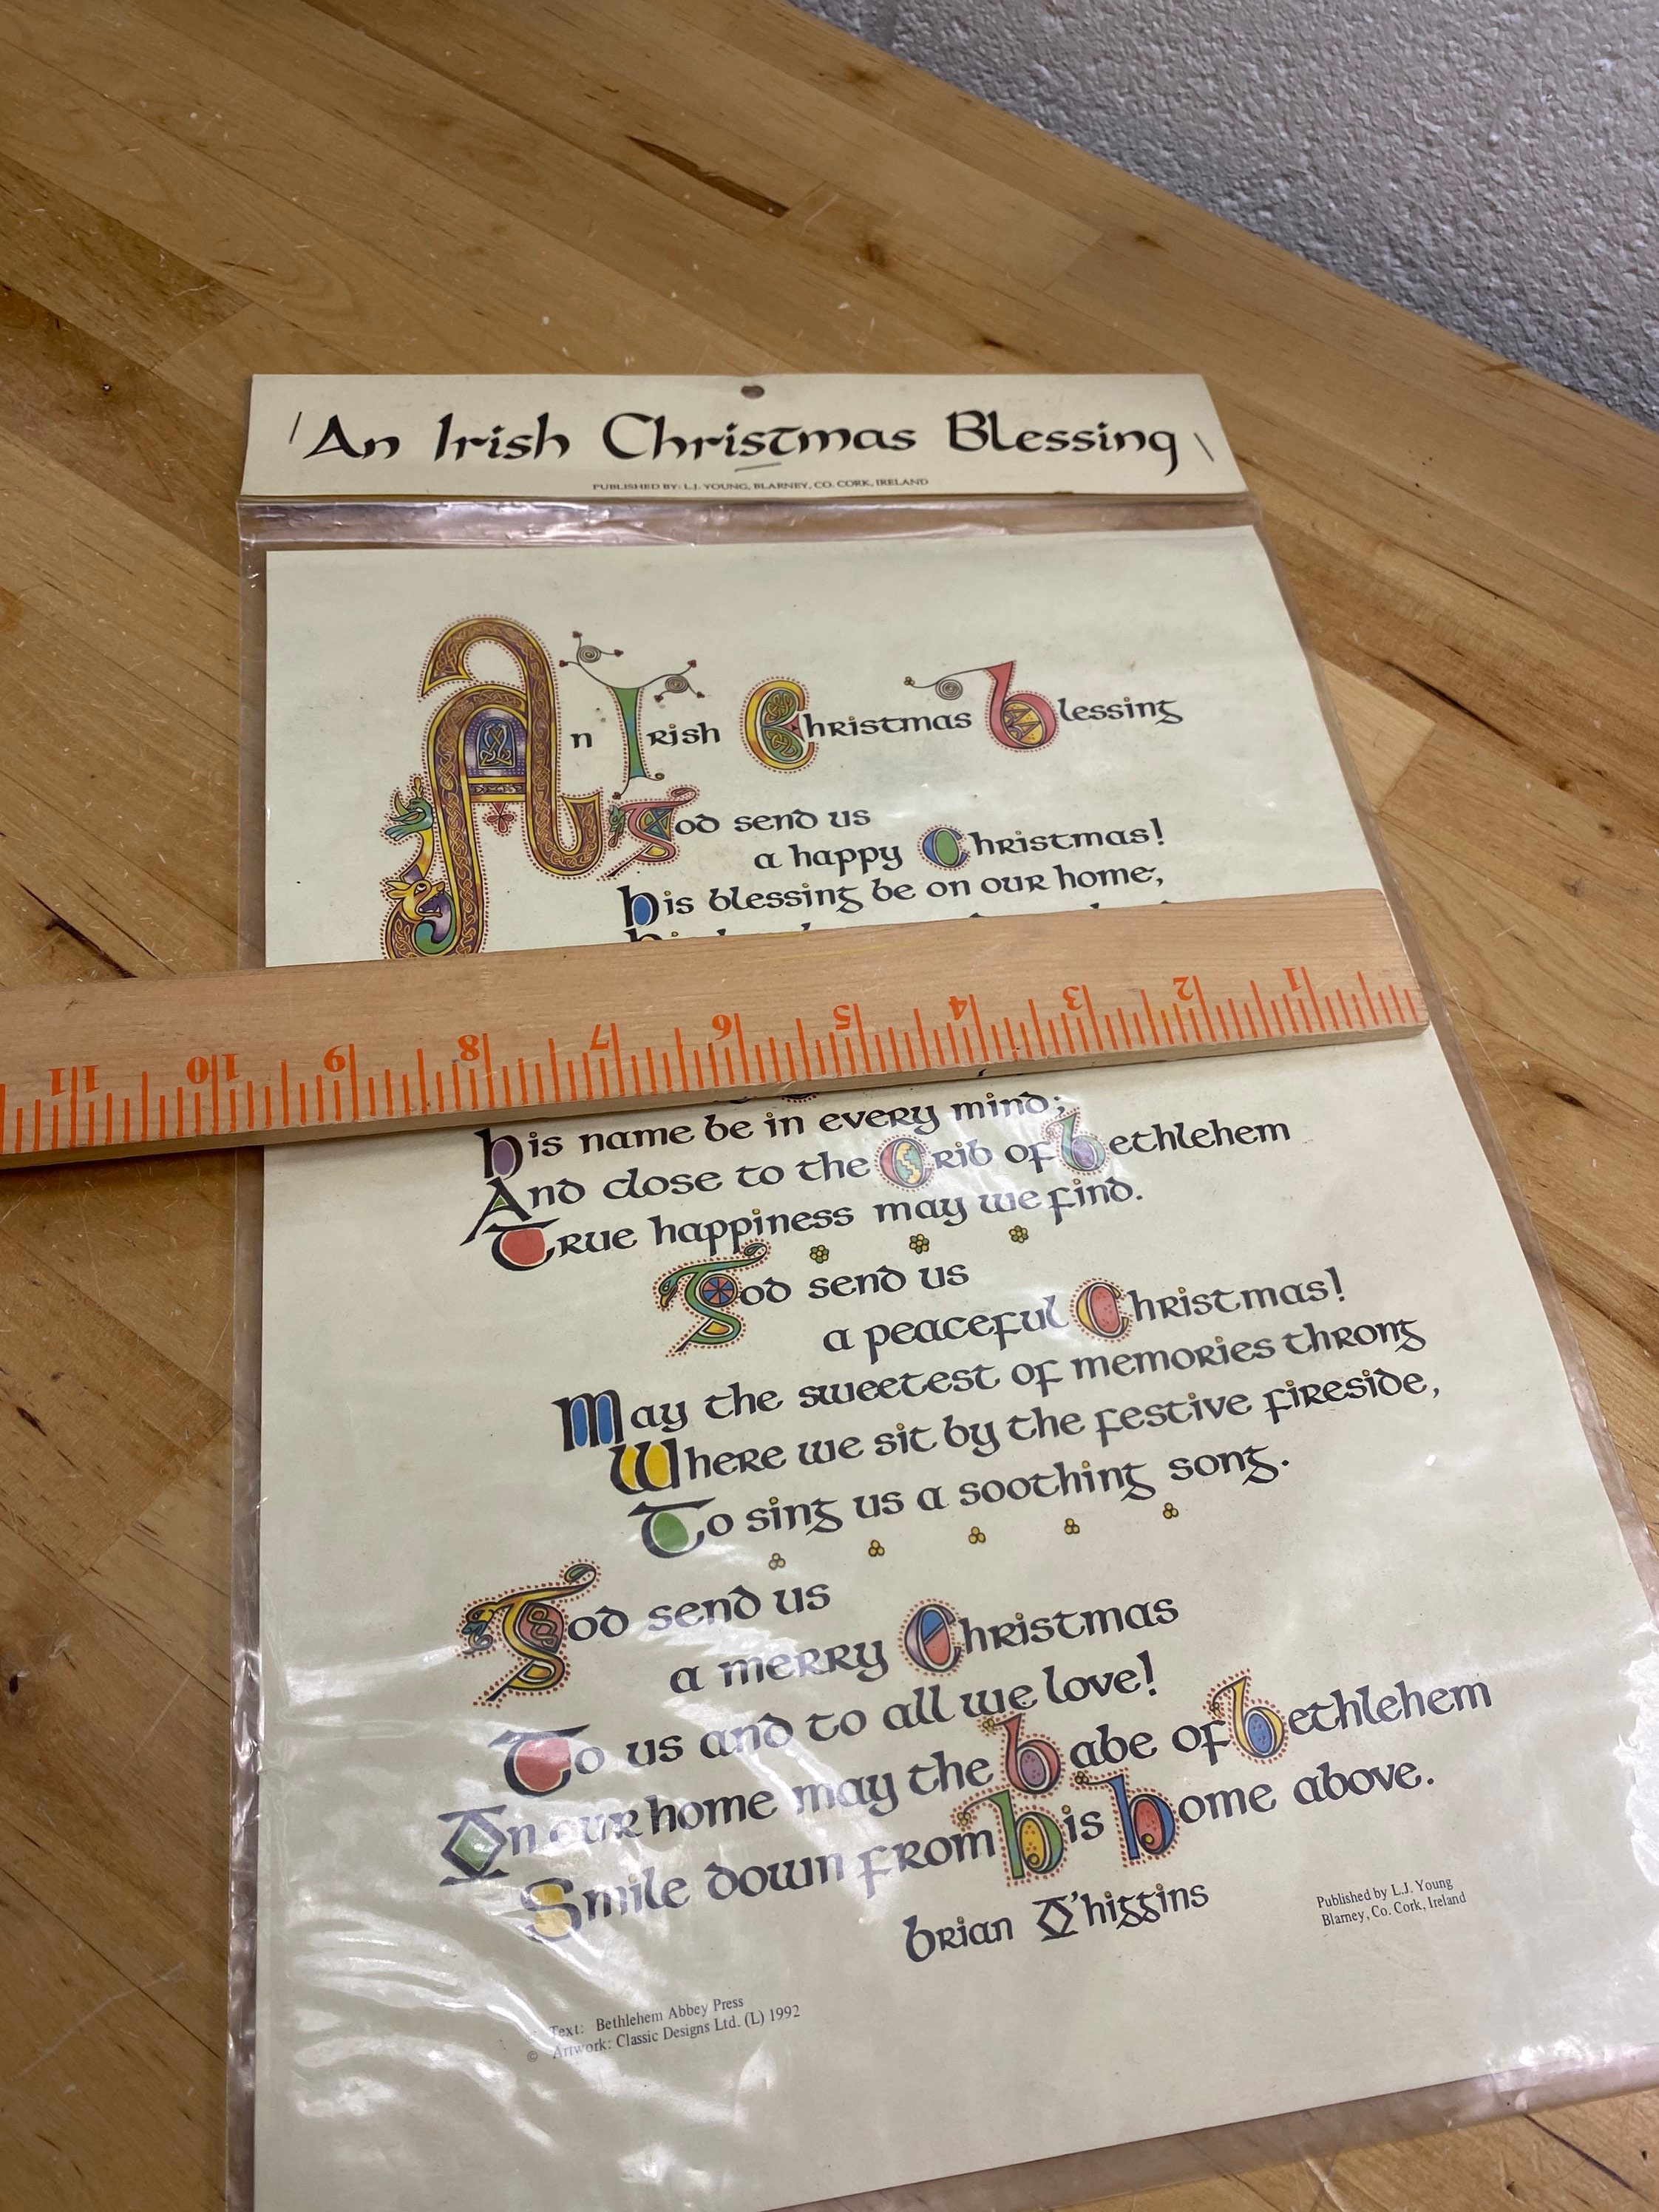 An Irish Christmas Blessing
PUBLISHED BY: L.J. YOUNG, BLARNEY, CO. CORK, IRELAND
An Irish Christmas Blessing
God send us
a happy Christmas!
His blessing be on our home,
1 2 3 4 5 6 7 8 9 10 11
His name be in every mind;
And close to the Crib of Bethlehem
True happiness may we find.
God send us
a peaceful Christmas!
May the sweetest of memories throng
Where we sit by the festive fireside,
To sing us a soothing song.
God send us
a merry Christmas
To us and to all we love!
In our home may the Babe of Bethlehem
Smile down from His Home above.
Brian O'Higgins
Published by L.J. Young
Blarney, Co. Cork, Ireland
Text: Bethlehem Abbey Press
© Artwork: Classic Designs Ltd. (L) 1992